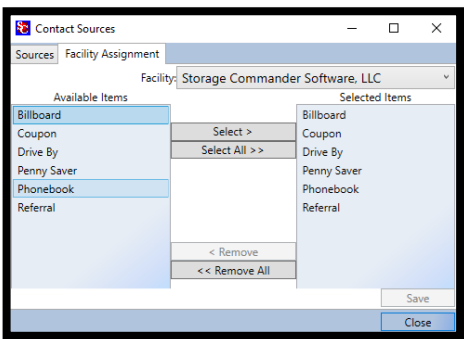 Contact Sources
Sources Facility Assignment
Facility: Storage Commander Software, LLC
Available Items Selected Items
Billboard Billboard
Coupon Select > Coupon
Drive By Select All >> Drive By
Penny Saver Penny Saver
Phonebook Phonebook
Referral Referral
< Remove
<< Remove All
Save
Close